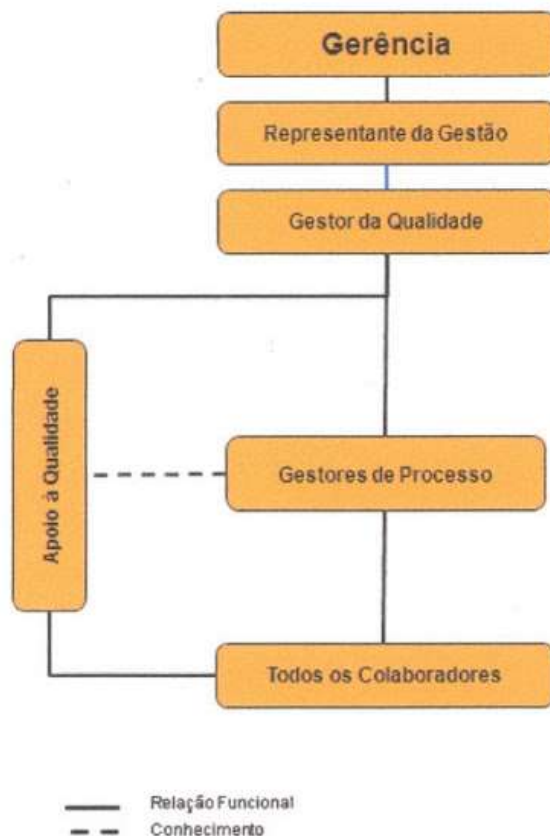 Gerência
Representante da Gestão
Gestor da Qualidade
Apoio à Qualidade
Gestores de Processo
Todos os Colaboradores
Relação Funcional
Conhecimento